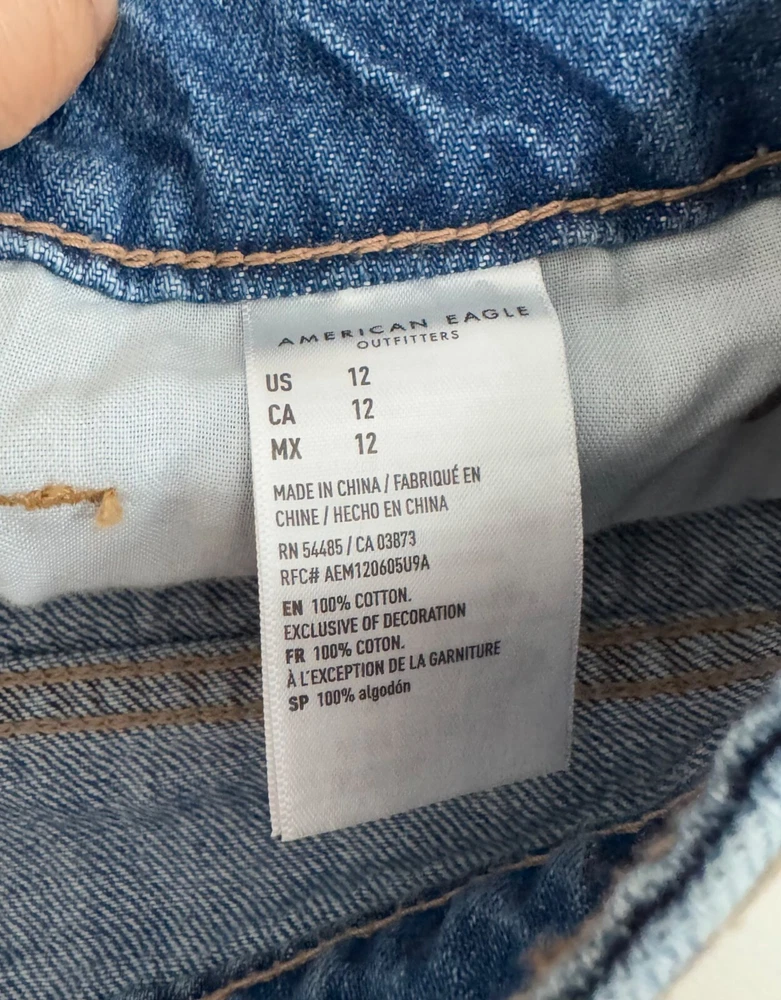 AMERICAN EAGLE
OUTFITTERS
US 12
CA 12
MX 12
MADE IN CHINA / FABRIQUÉ EN
CHINE / HECHO EN CHINA
RN 54485 / CA 03873
RFC# AEM120605U9A
EN 100% COTTON.
EXCLUSIVE OF DECORATION
FR 100% COTON.
À L'EXCEPTION DE LA GARNITURE
SP 100% algodón